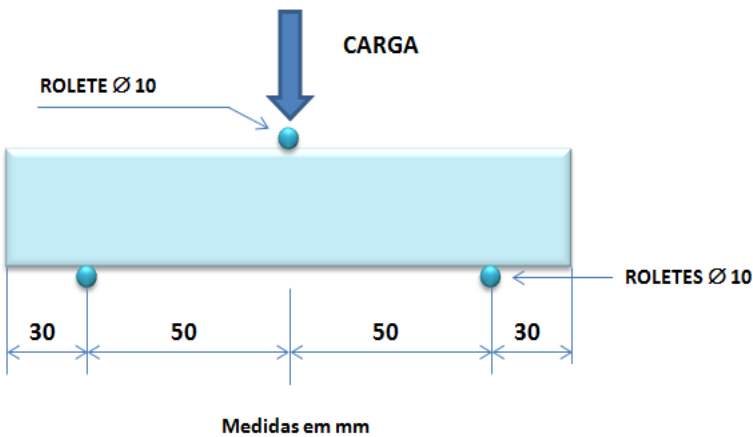 CARGA
ROLETE Ø 10
ROLETES Ø 10
30 50 50 30
Medidas em mm